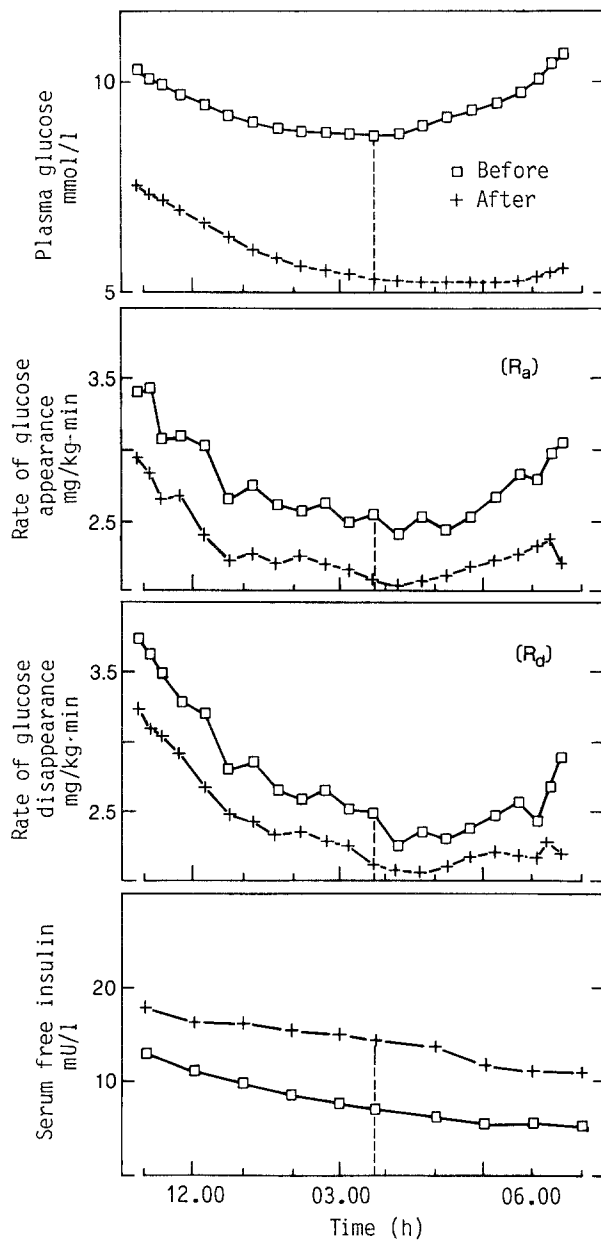 Plasma glucose
mmol/l
10
5
□ Before
+ After
Rate of glucose
appearance
mg/kg-min
3.5
2.5
(Ra)
Rate of glucose
disappearance
mg/kg·min
3.5
2.5
(Rd)
Serum free insulin
mU/l
20
10
12.00 03.00 06.00
Time (h)